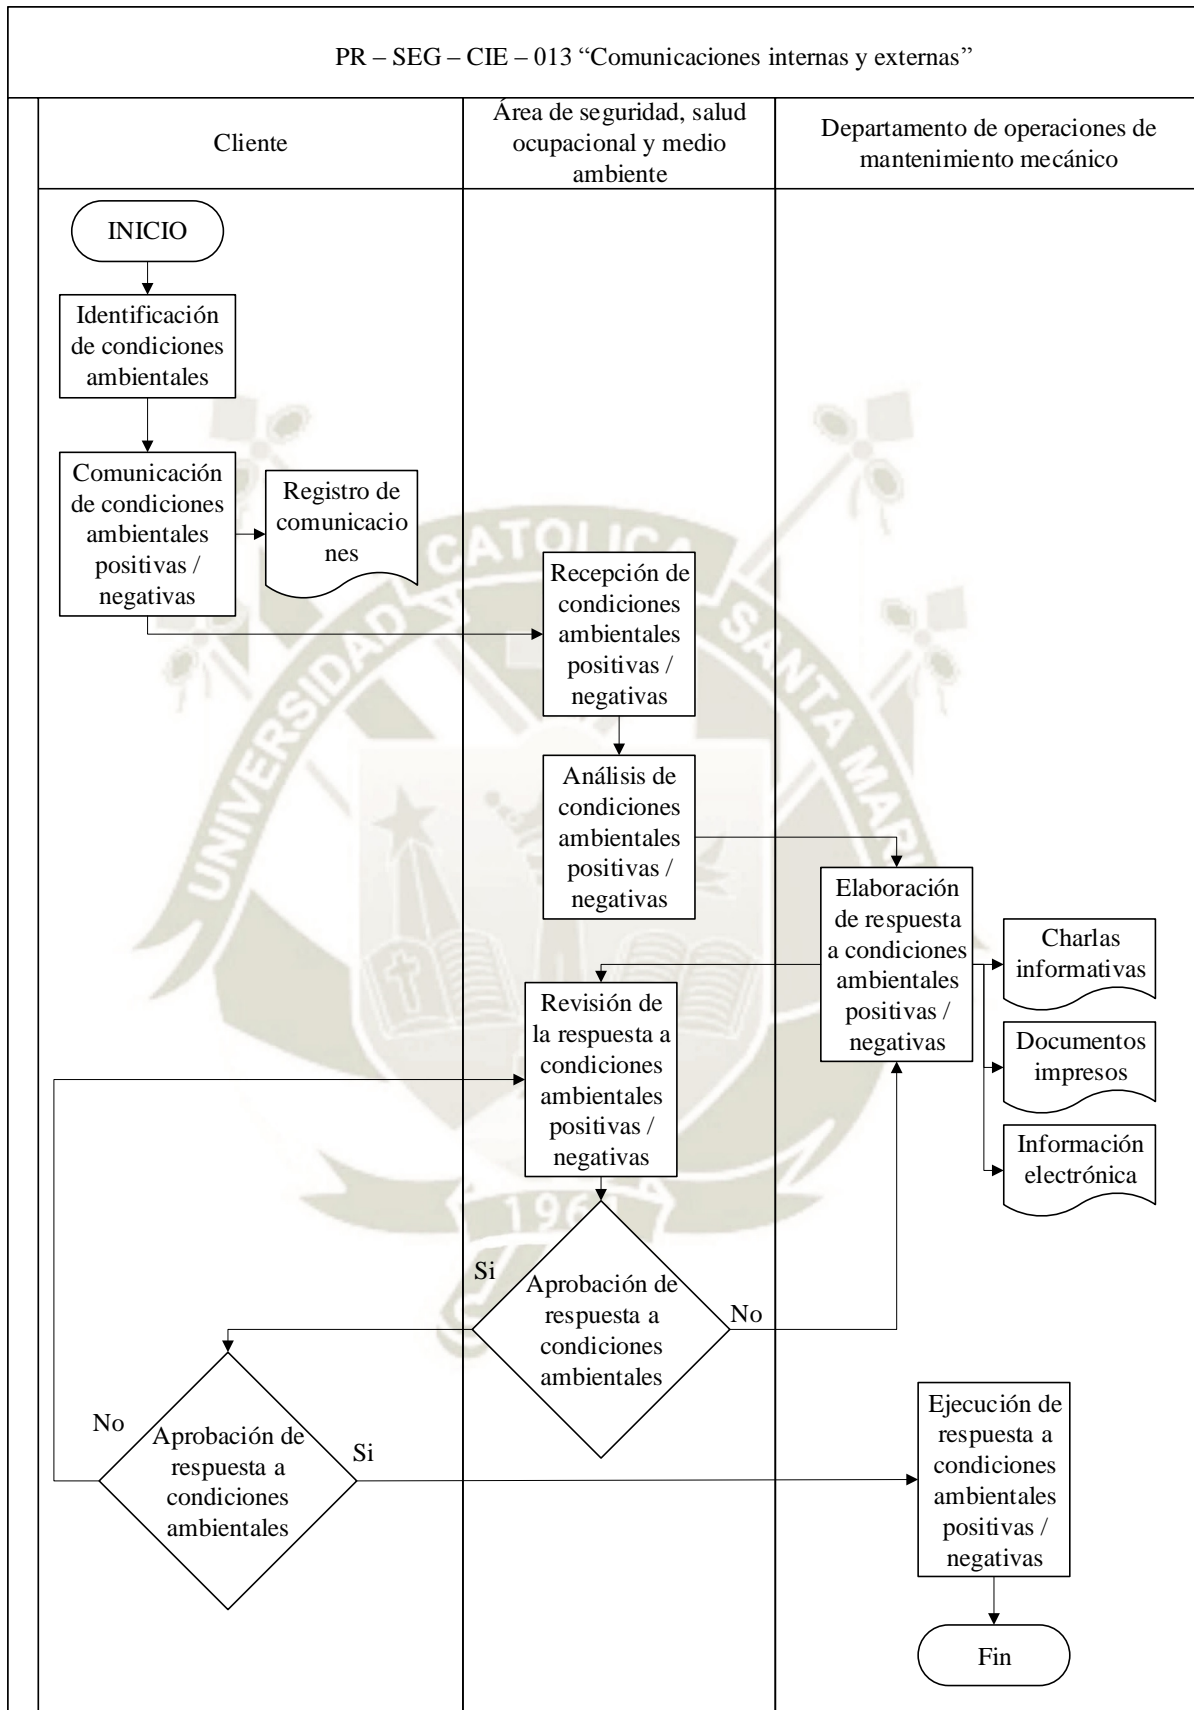 PR – SEG – CIE – 013 “Comunicaciones internas y externas”
Cliente
Área de seguridad, salud
ocupacional y medio
ambiente
Departamento de operaciones de
mantenimiento mecánico
INICIO
Identificación
de condiciones
ambientales
Comunicación
de condiciones
ambientales
positivas /
negativas
Registro de
comunicacio
nes
Recepción de
condiciones
ambientales
positivas /
negativas
Análisis de
condiciones
ambientales
positivas /
negativas
Elaboración
de respuesta
a condiciones
ambientales
positivas /
negativas
Charlas
informativas
Documentos
impresos
Información
electrónica
Revisión de
la respuesta a
condiciones
ambientales
positivas /
negativas
Si
Aprobación de
respuesta a
condiciones
ambientales
No
No
Aprobación de
respuesta a
condiciones
ambientales
Si
Ejecución de
respuesta a
condiciones
ambientales
positivas /
negativas
Fin
UNIVERSIDAD CATOLICA SANTA